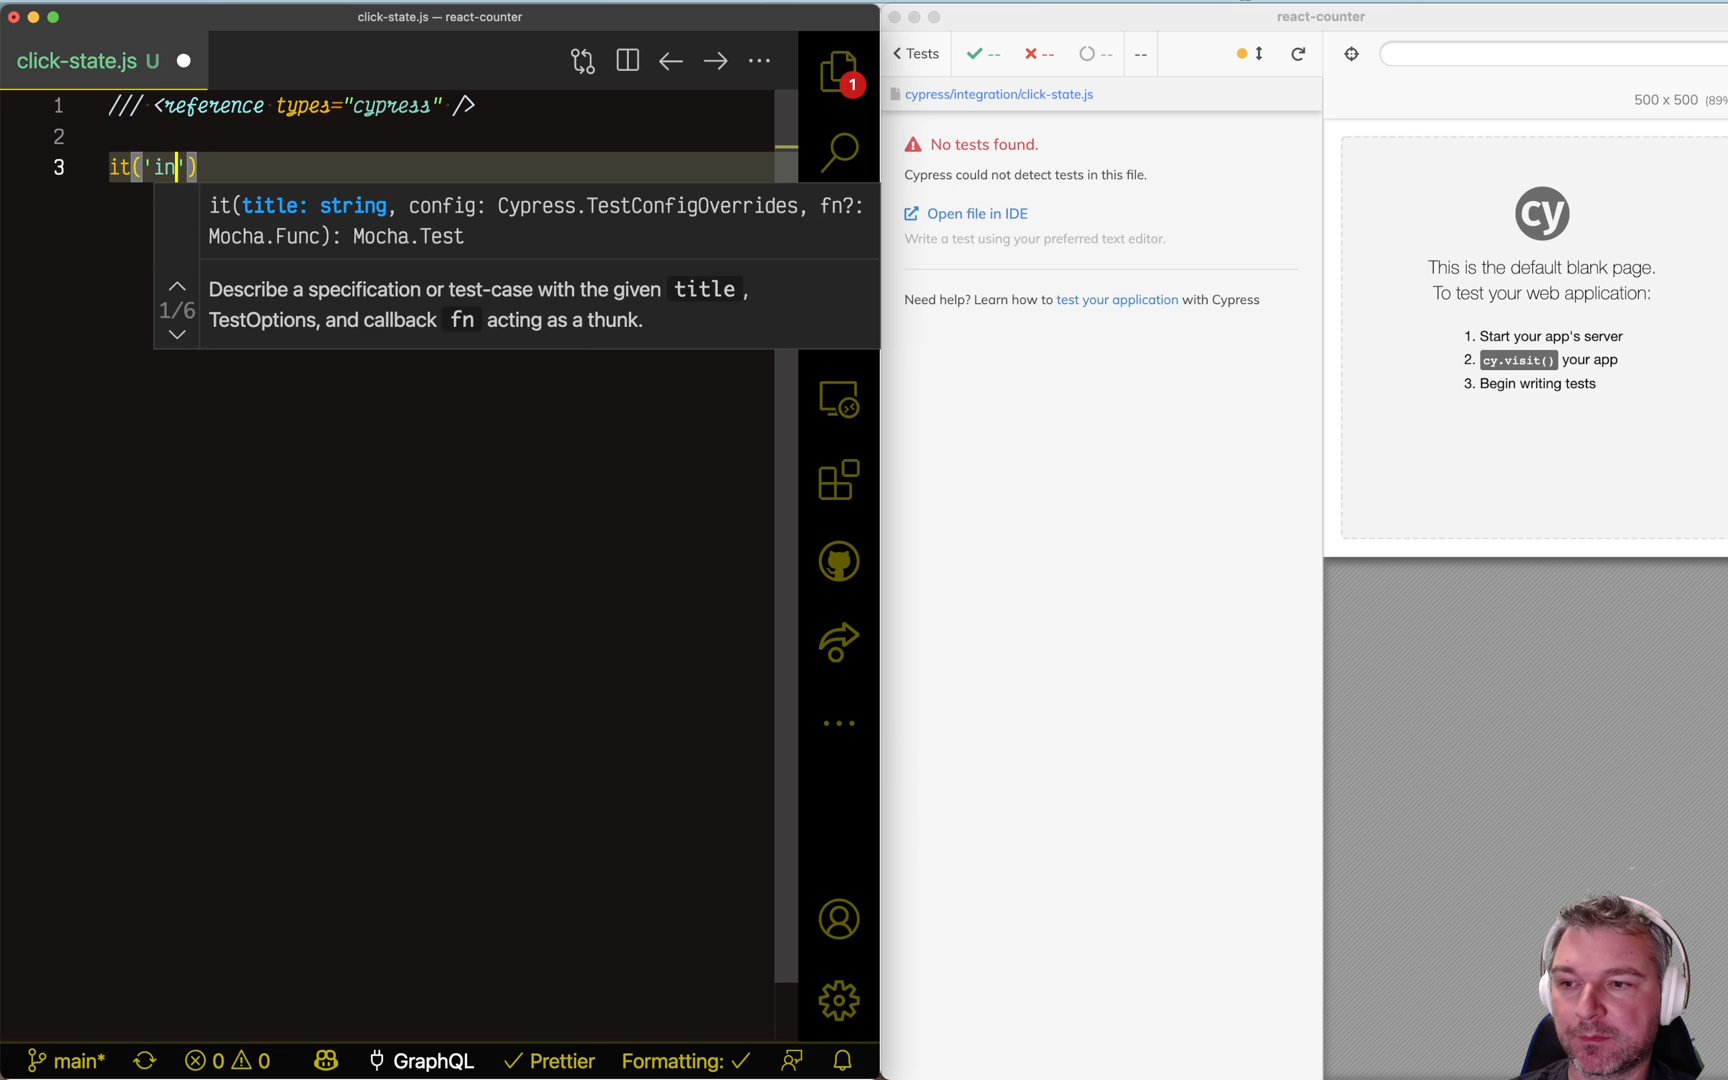 click-state.js — react-counter
click-state.js U
1 /// <reference types="cypress" />
2
3 it('in')
it(title: string, config: Cypress.TestConfigOverrides, fn?:
Mocha.Func): Mocha.Test
1/6
Describe a specification or test-case with the given title,
TestOptions, and callback fn acting as a thunk.
1
main*
0
0
GraphQL
Prettier
Formatting:
react-counter
Tests
--
--
--
--
cypress/integration/click-state.js
500 x 500 (89%
No tests found.
Cypress could not detect tests in this file.
Open file in IDE
Write a test using your preferred text editor.
Need help? Learn how to test your application with Cypress
cy
This is the default blank page.
To test your web application:
1. Start your app's server
2. cy.visit() your app
3. Begin writing tests